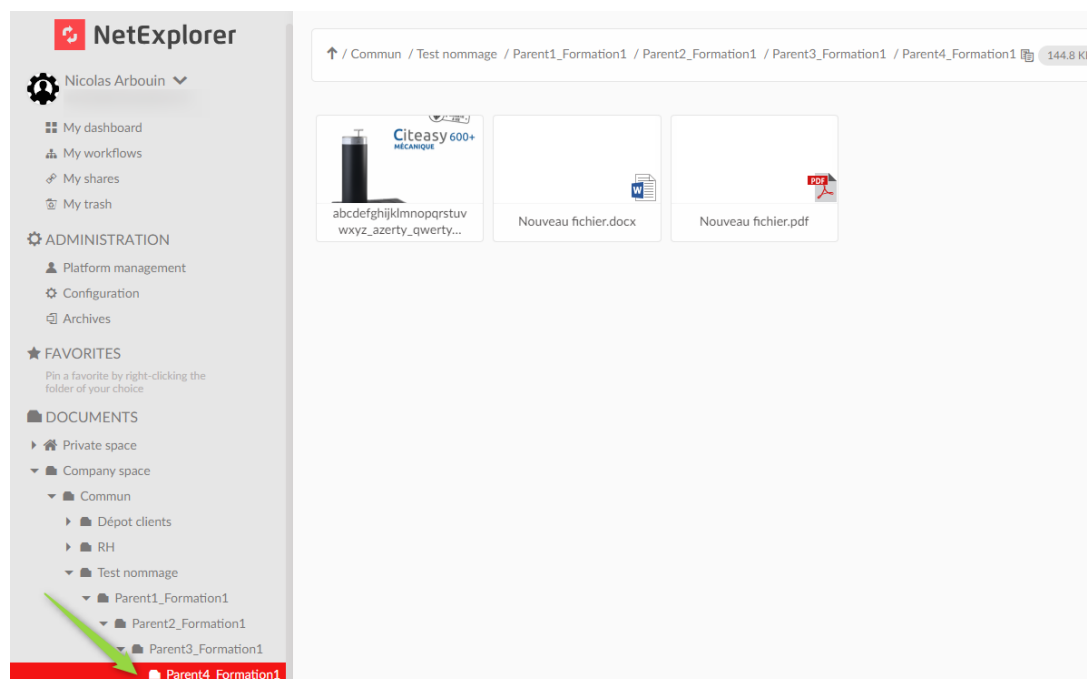 NetExplorer
Nicolas Arbouin
My dashboard
My workflows
My shares
My trash
ADMINISTRATION
Platform management
Configuration
Archives
FAVORITES
Pin a favorite by right-clicking the
folder of your choice
DOCUMENTS
Private space
Company space
Commun
Dépot clients
RH
Test nommage
Parent1_Formation1
Parent2_Formation1
Parent3_Formation1
Parent4_Formation1
/ Commun / Test nommage / Parent1_Formation1 / Parent2_Formation1 / Parent3_Formation1 / Parent4_Formation1 144.8 K
Citeasy 600+
MÉCANIQUE
abcdefghijklmnopqrstuv
wxyz_azerty_qwerty...
W
Nouveau fichier.docx
PDF
Nouveau fichier.pdf